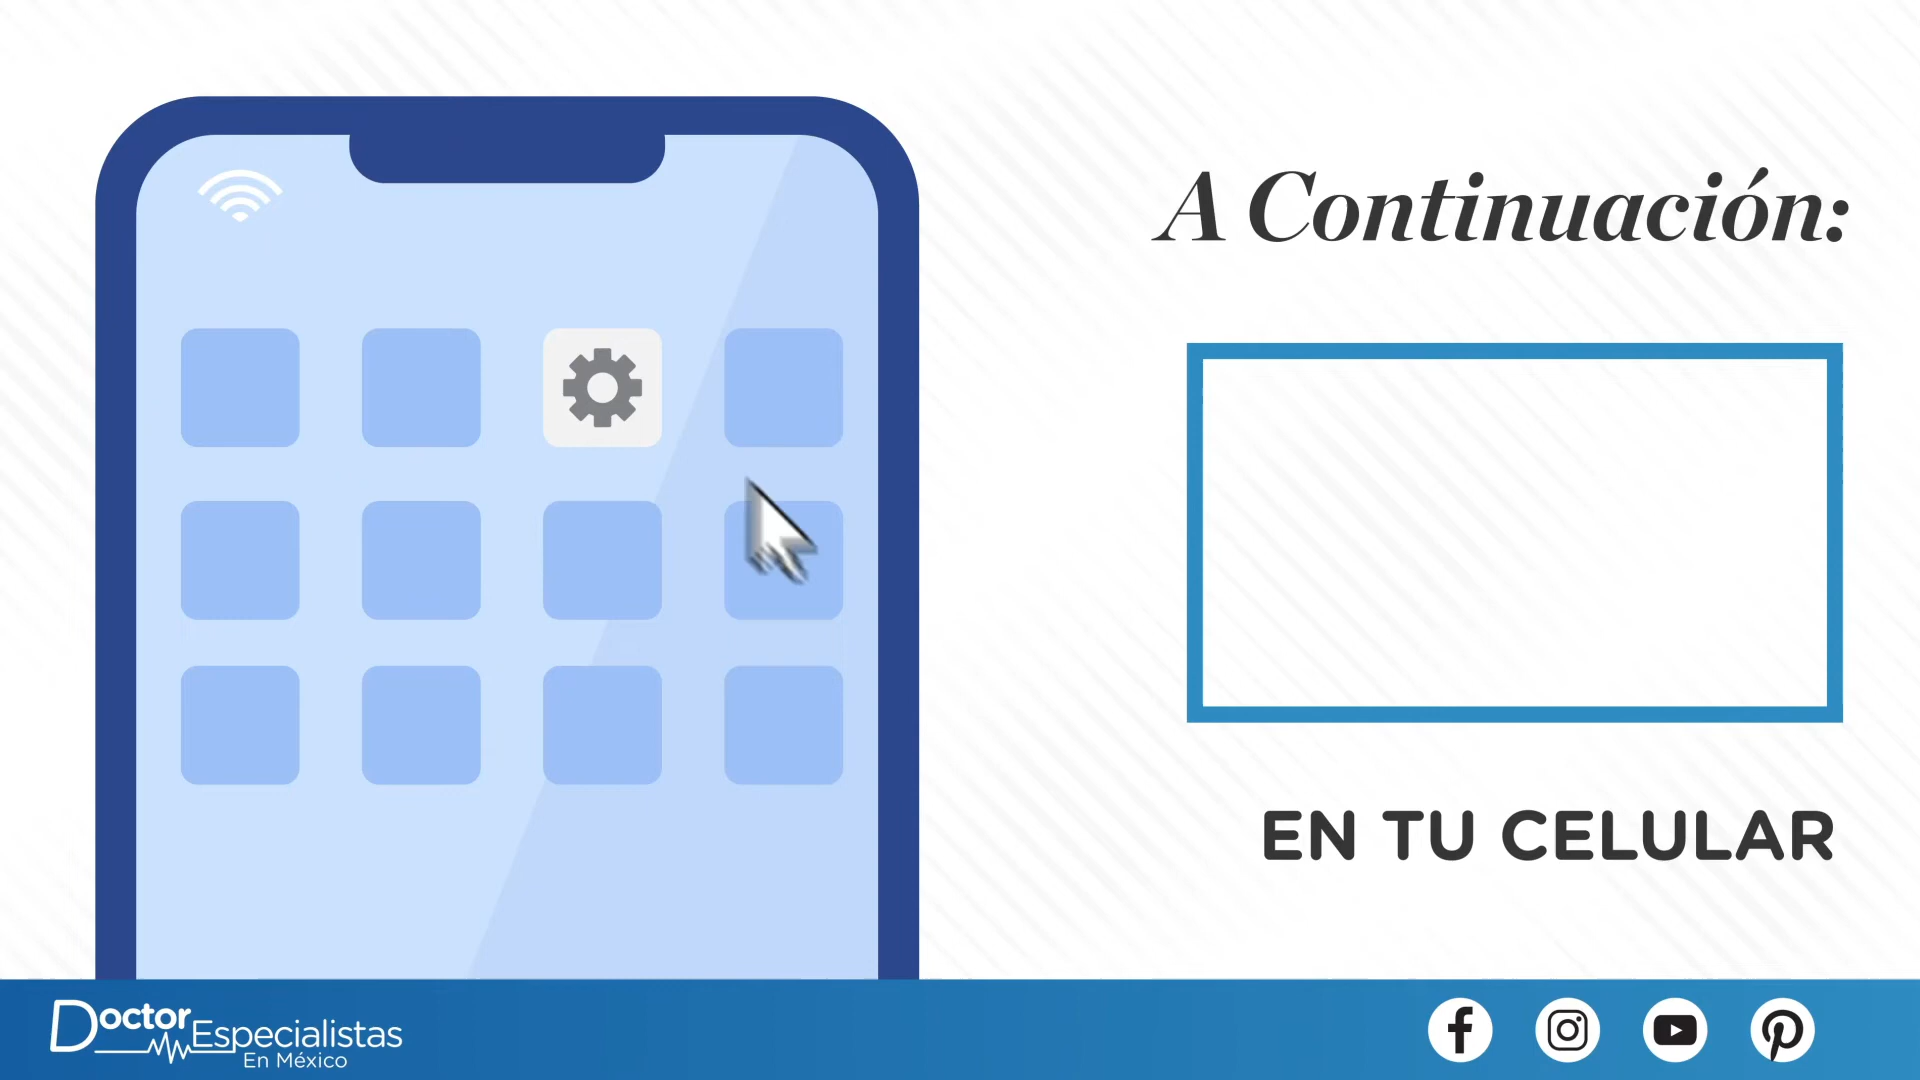 A Continuación:
EN TU CELULAR
Doctor
Especialistas
En México